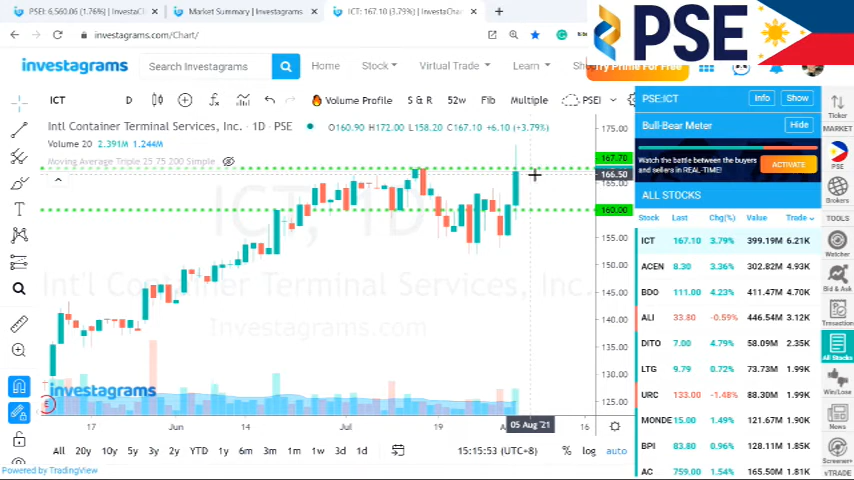 PSEi: 6,560.06 (1.76%) | InvestaCl
Market Summary | Investagrams
ICT: 167.10 (3.79%) | InvestaChar
investagrams.com/Chart/
PSE
investagrams
Search Investagrams
Home
Stock
Virtual Trade
Learn
Try Prime For Free
ICT
D
Volume Profile
S & R
52w
Fib
Multiple
PSEI
PSE:ICT
Info
Show
Intl Container Terminal Services, Inc. · 1D · PSE
O160.90 H172.00 L158.20 C167.10 +6.10 (+3.79%)
Volume 20 2.391M 1.244M
Moving Average Triple 25 75 200 Simple
Bull-Bear Meter
Hide
Watch the battle between the buyers
and sellers in REAL-TIME!
ACTIVATE
ALL STOCKS
Stock Last Chg(%) Value Trade
ICT 167.10 3.79% 399.19M 6.21K
ACEN 8.30 3.36% 302.82M 4.93K
BDO 111.00 4.23% 411.47M 4.70K
ALI 33.80 -0.59% 446.54M 3.12K
DITO 7.00 4.79% 58.09M 2.35K
LTG 9.79 0.72% 73.73M 1.99K
URC 133.00 -1.48% 88.30M 1.99K
MONDE 15.00 1.49% 121.67M 1.90K
BPI 83.80 0.96% 128.11M 1.85K
AC 759.00 1.54% 165.50M 1.81K
175.00
167.70
166.50
165.00
160.00
155.00
150.00
145.00
140.00
135.00
130.00
125.00
ICT, 1D
Int'l Container Terminal Services, Inc.
Investagrams.com
investagrams
E
17
Jun
14
Jul
19
05 Aug '21
16
All 20y 10y 5y 3y 2y YTD 1y 6m 3m 1m 1w 3d 1d
15:15:53 (UTC+8)
%
log
auto
Powered by TradingView
Ticker
MARKET
PSE
Brokers
TOOLS
Watcher
Bid & Ask
Transaction
All Stocks
Win/Lose
News
Screener+
vTRADE